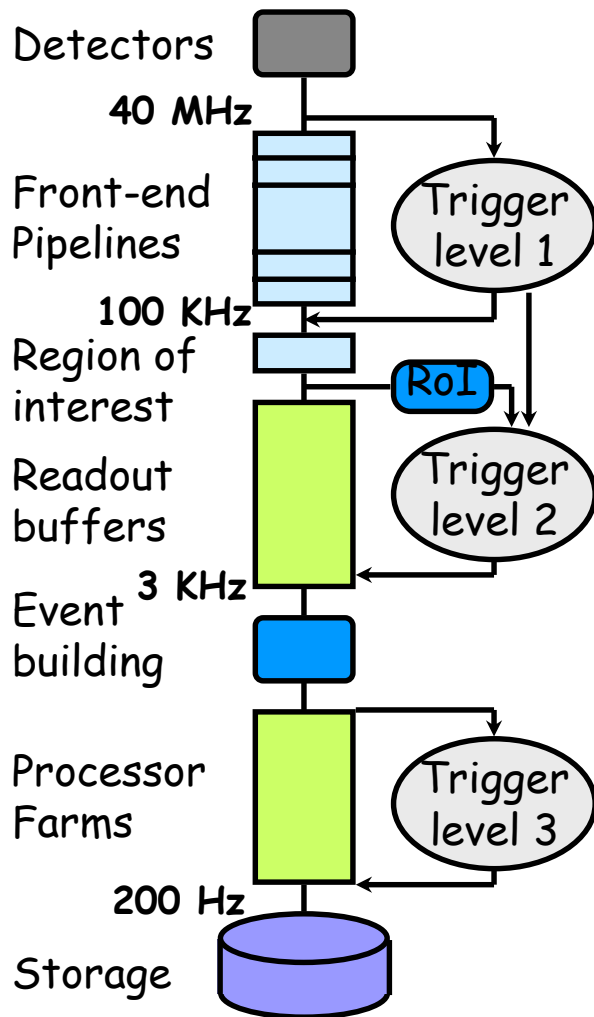 Detectors
40 MHz
Front-end
Pipelines
Trigger
level 1
100 KHz
Region of
interest
RoI
Readout
buffers
Trigger
level 2
3 KHz
Event
building
Processor
Farms
Trigger
level 3
200 Hz
Storage